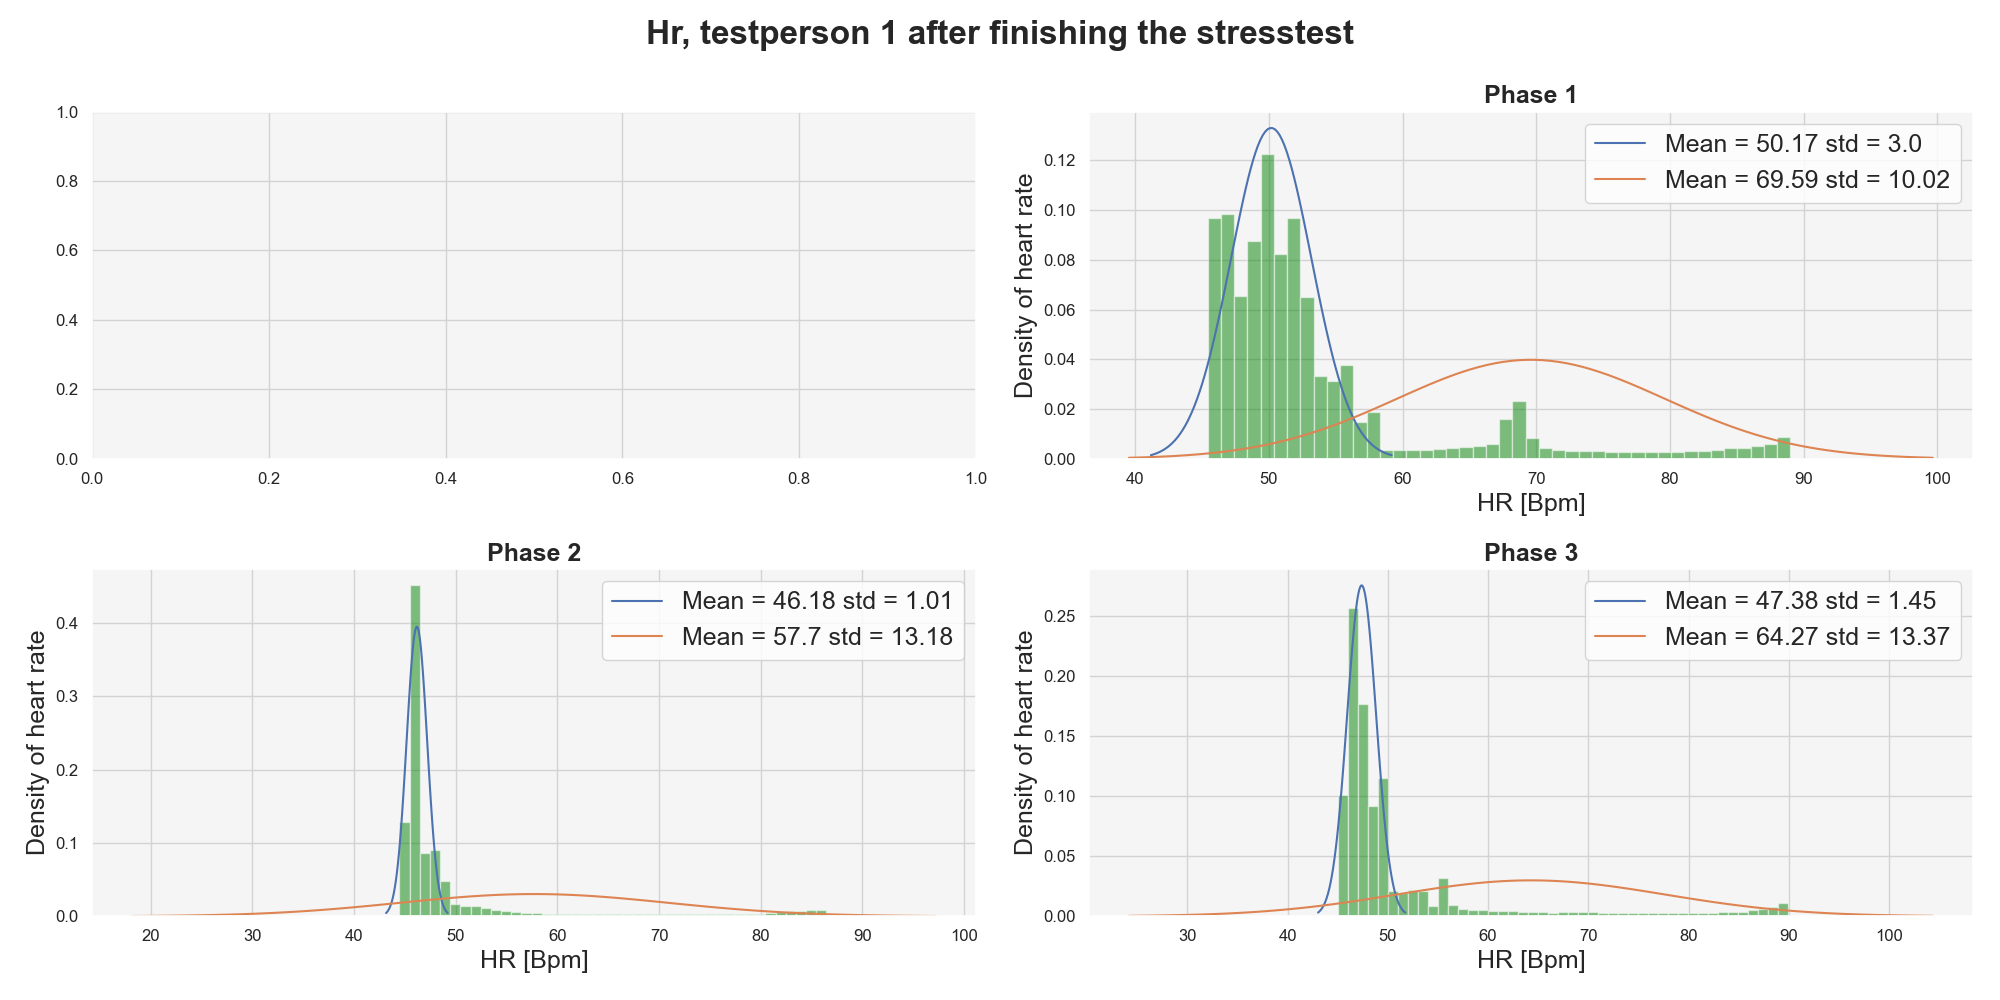 Hr, testperson 1 after finishing the stresstest
1.0
0.8
0.6
0.4
0.2
0.0
0.0 0.2 0.4 0.6 0.8 1.0
Phase 1
Density of heart rate
0.12
0.10
0.08
0.06
0.04
0.02
0.00
Mean = 50.17 std = 3.0
Mean = 69.59 std = 10.02
40 50 60 70 80 90 100
HR [Bpm]
Phase 2
Density of heart rate
0.4
0.3
0.2
0.1
0.0
Mean = 46.18 std = 1.01
Mean = 57.7 std = 13.18
20 30 40 50 60 70 80 90 100
HR [Bpm]
Phase 3
Density of heart rate
0.25
0.20
0.15
0.10
0.05
0.00
Mean = 47.38 std = 1.45
Mean = 64.27 std = 13.37
30 40 50 60 70 80 90 100
HR [Bpm]